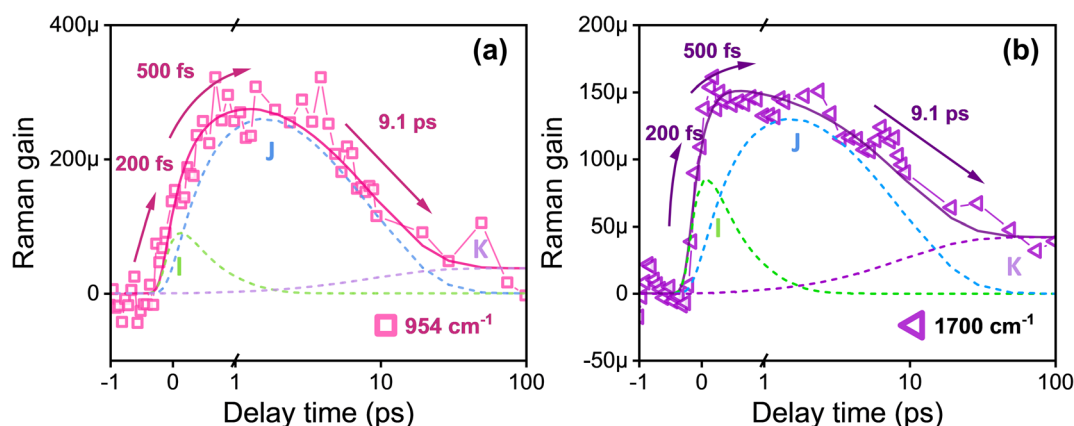 400μ
200μ
0
Raman gain
(a)
500 fs
200 fs
9.1 ps
J
I
K
954 cm⁻¹
-1 0 1 10 100
Delay time (ps)
200μ
150μ
100μ
50μ
0
-50μ
Raman gain
(b)
500 fs
200 fs
9.1 ps
J
I
K
1700 cm⁻¹
-1 0 1 10 100
Delay time (ps)